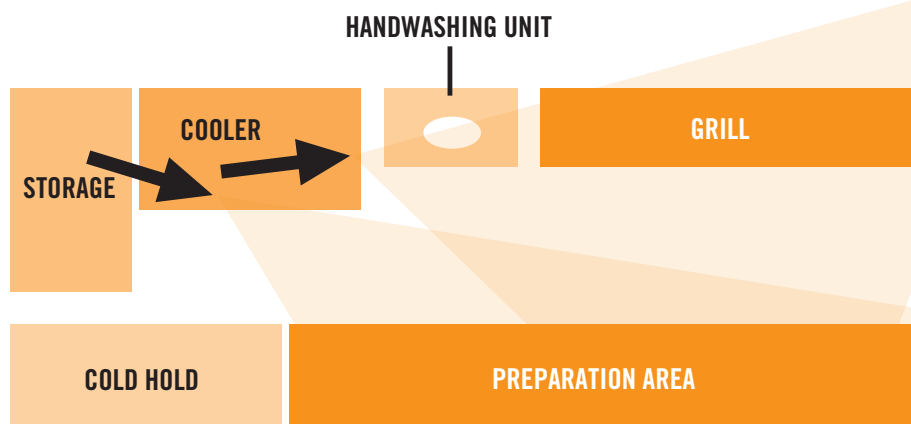 HANDWASHING UNIT
COOLER
GRILL
STORAGE
COLD HOLD
PREPARATION AREA